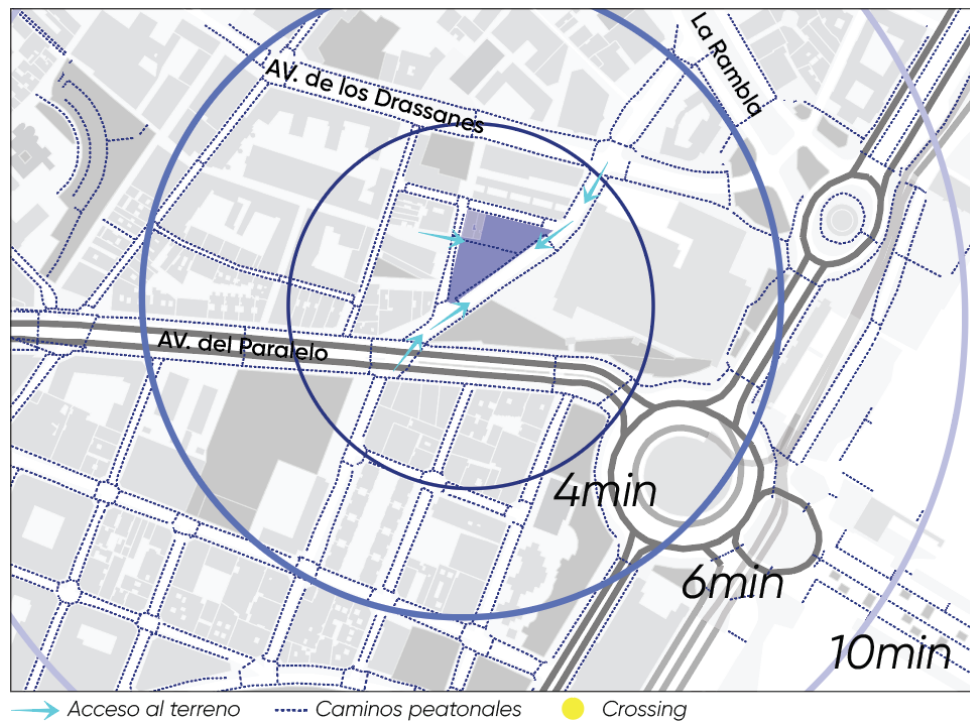 La Rambla
AV. de los Drassanes
AV. del Paralelo
4min
6min
10min
Acceso al terreno
Caminos peatonales
Crossing